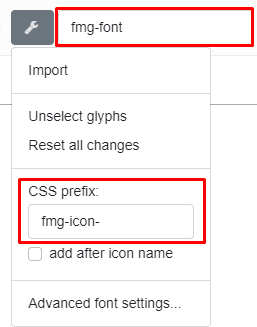 fmg-font
Import
Unselect glyphs
Reset all changes
CSS prefix:
fmg-icon-
add after icon name
Advanced font settings...